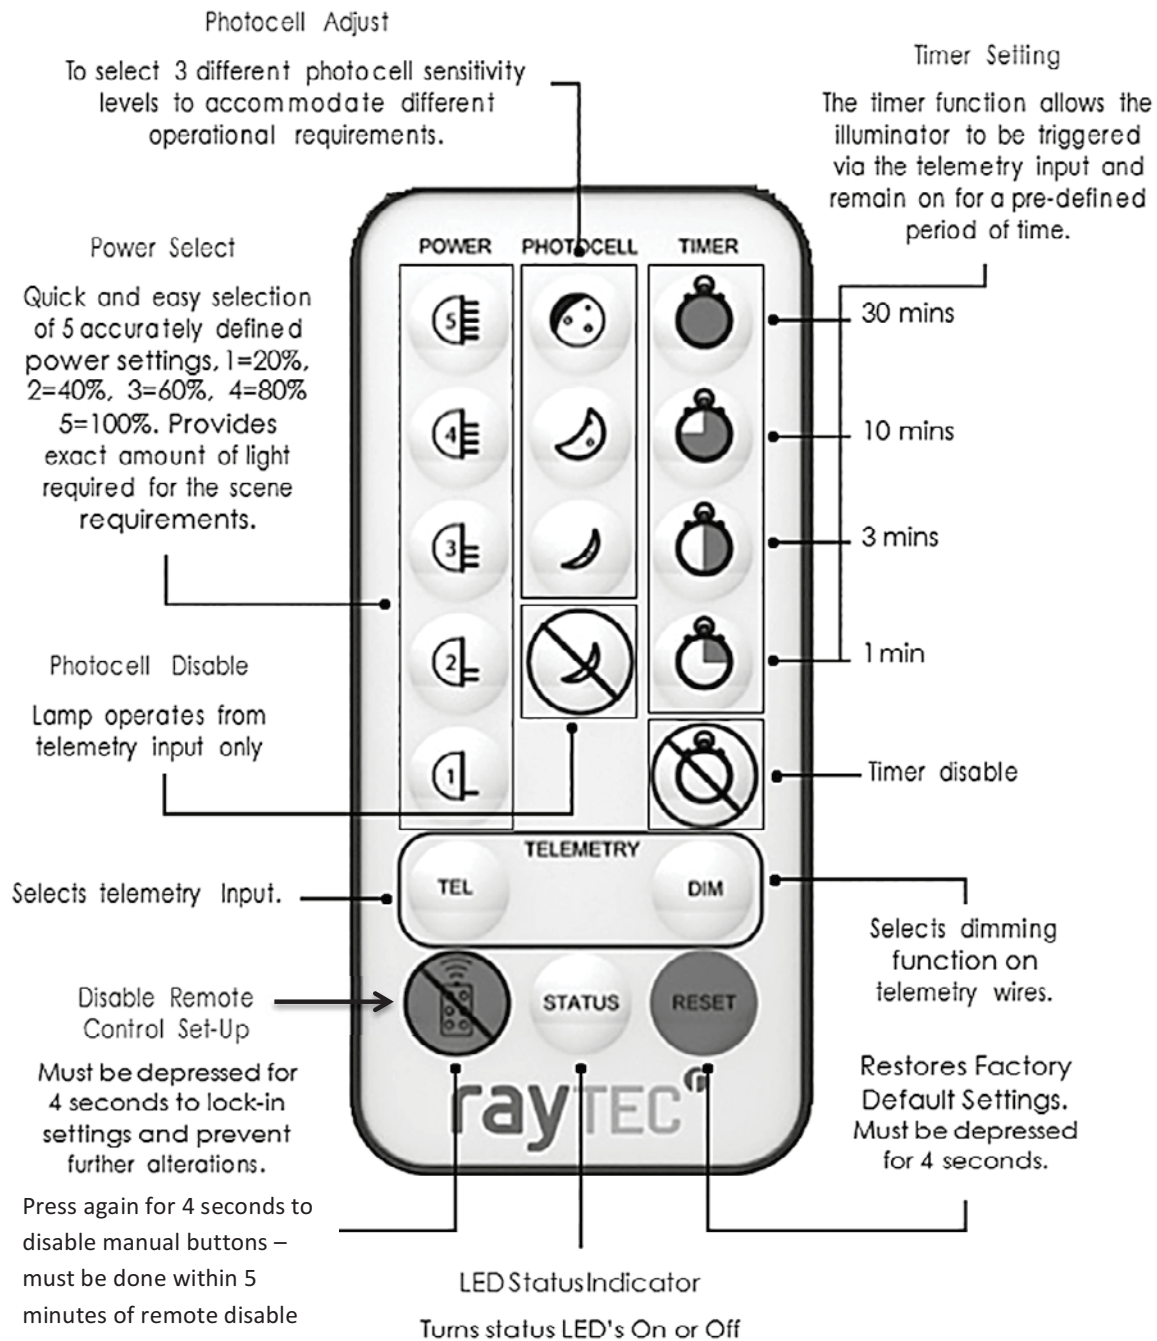 Photocell Adjust
To select 3 different photocell sensitivity
levels to accommodate different
operational requirements.
Timer Setting
The timer function allows the
illuminator to be triggered
via the telemetry input and
remain on for a pre-defined
period of time.
Power Select
Quick and easy selection
of 5 accurately defined
power settings, 1=20%,
2=40%, 3=60%, 4=80%
5=100%. Provides
exact amount of light
required for the scene
requirements.
POWER PHOTOCELL TIMER
5
30 mins
4
10 mins
3
3 mins
2
1 min
1
Photocell Disable
Lamp operates from
telemetry input only
Timer disable
TELEMETRY
TEL DIM
Selects telemetry Input.
Selects dimming
function on
telemetry wires.
STATUS RESET
Disable Remote
Control Set-Up
Must be depressed for
4 seconds to lock-in
settings and prevent
further alterations.
Press again for 4 seconds to
disable manual buttons –
must be done within 5
minutes of remote disable
Restores Factory
Default Settings.
Must be depressed
for 4 seconds.
rayTEC
LED StatusIndicator
Turns status LED's On or Off